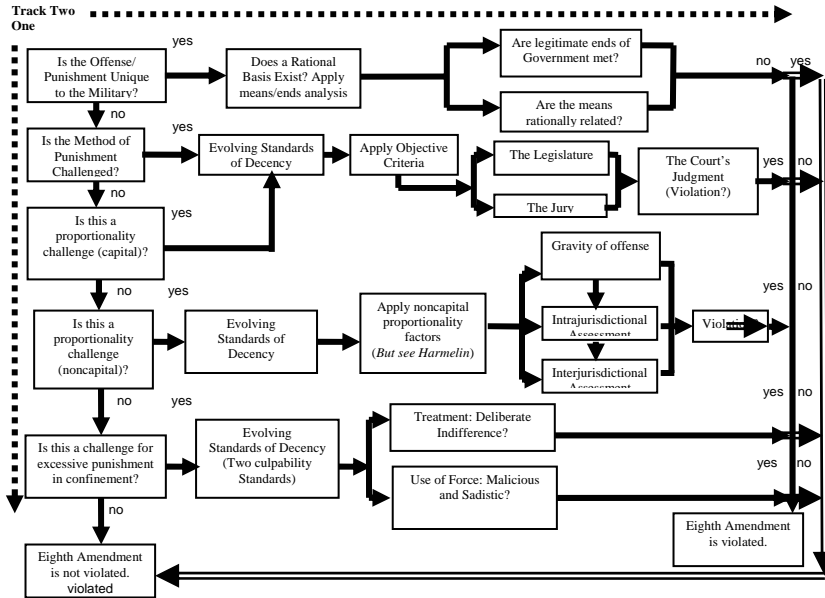 Track Two
One
yes
Is the Offense/
Punishment Unique
to the Military?
Does a Rational
Basis Exist? Apply
means/ends analysis
Are legitimate ends of
Government met?
Are the means
rationally related?
no yes
no
Is the Method of
Punishment
Challenged?
yes
Evolving Standards
of Decency
Apply Objective
Criteria
The Legislature
The Jury
The Court's
Judgment
(Violation?)
yes no
no
Is this a
proportionality
challenge (capital)?
yes
no yes
Is this a
proportionality
challenge
(noncapital)?
Evolving
Standards of
Decency
Apply noncapital
proportionality
factors
(But see Harmelin)
Gravity of offense
Intrajurisdictional
Assessment
Interjurisdictional
Assessment
yes no
no yes
Is this a challenge for
excessive punishment
in confinement?
Evolving
Standards of Decency
(Two culpability
Standards)
Treatment: Deliberate
Indifference?
yes no
Use of Force: Malicious
and Sadistic?
yes no
no
Eighth Amendment
is violated.
Eighth Amendment
is not violated.
violated